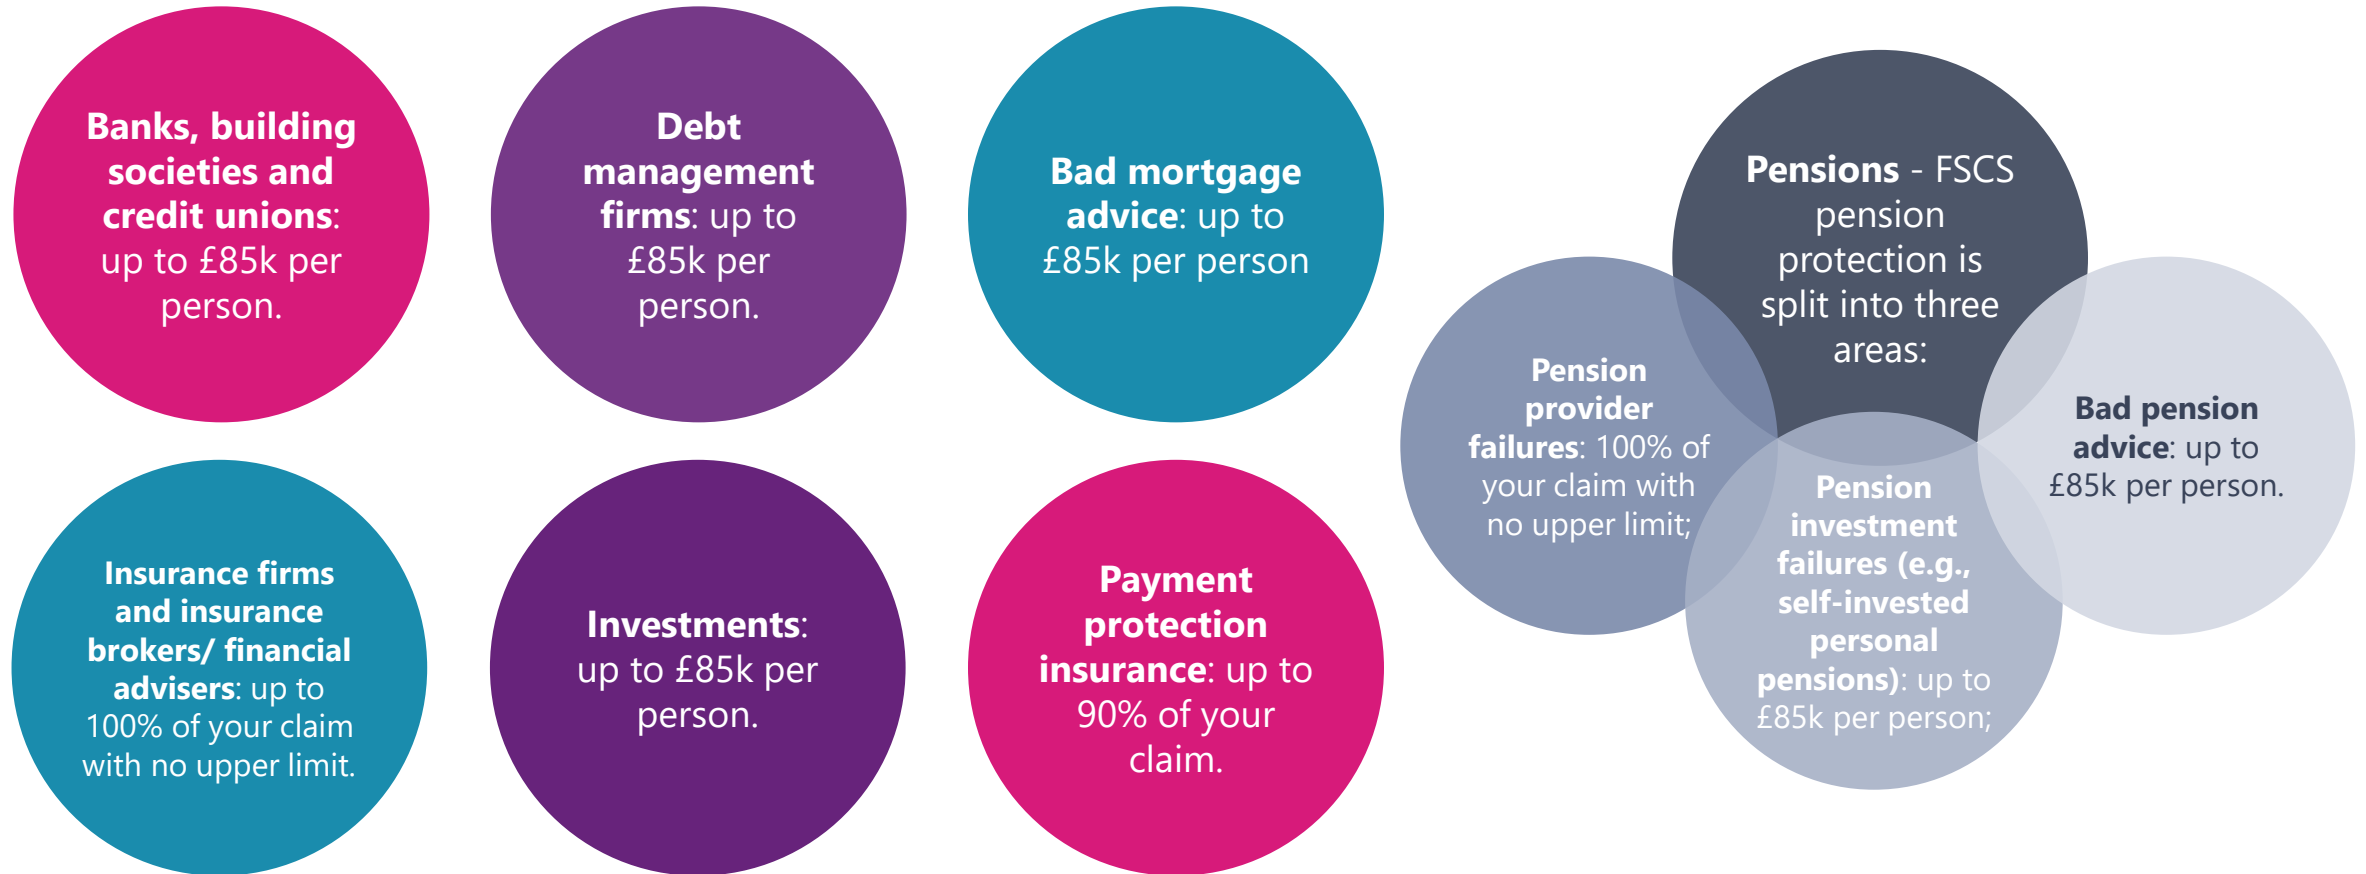 Banks, building
societies and
credit unions:
up to £85k per
person.
Debt
management
firms: up to
£85k per
person.
Bad mortgage
advice: up to
£85k per person
Insurance firms
and insurance
brokers/ financial
advisers: up to
100% of your claim
with no upper limit.
Investments:
up to £85k per
person.
Payment
protection
insurance: up to
90% of your
claim.
Pensions - FSCS
pension
protection is
split into three
areas:
Pension
provider
failures: 100% of
your claim with
no upper limit;
Pension
investment
failures (e.g.,
self-invested
personal
pensions): up to
£85k per person;
Bad pension
advice: up to
£85k per person.